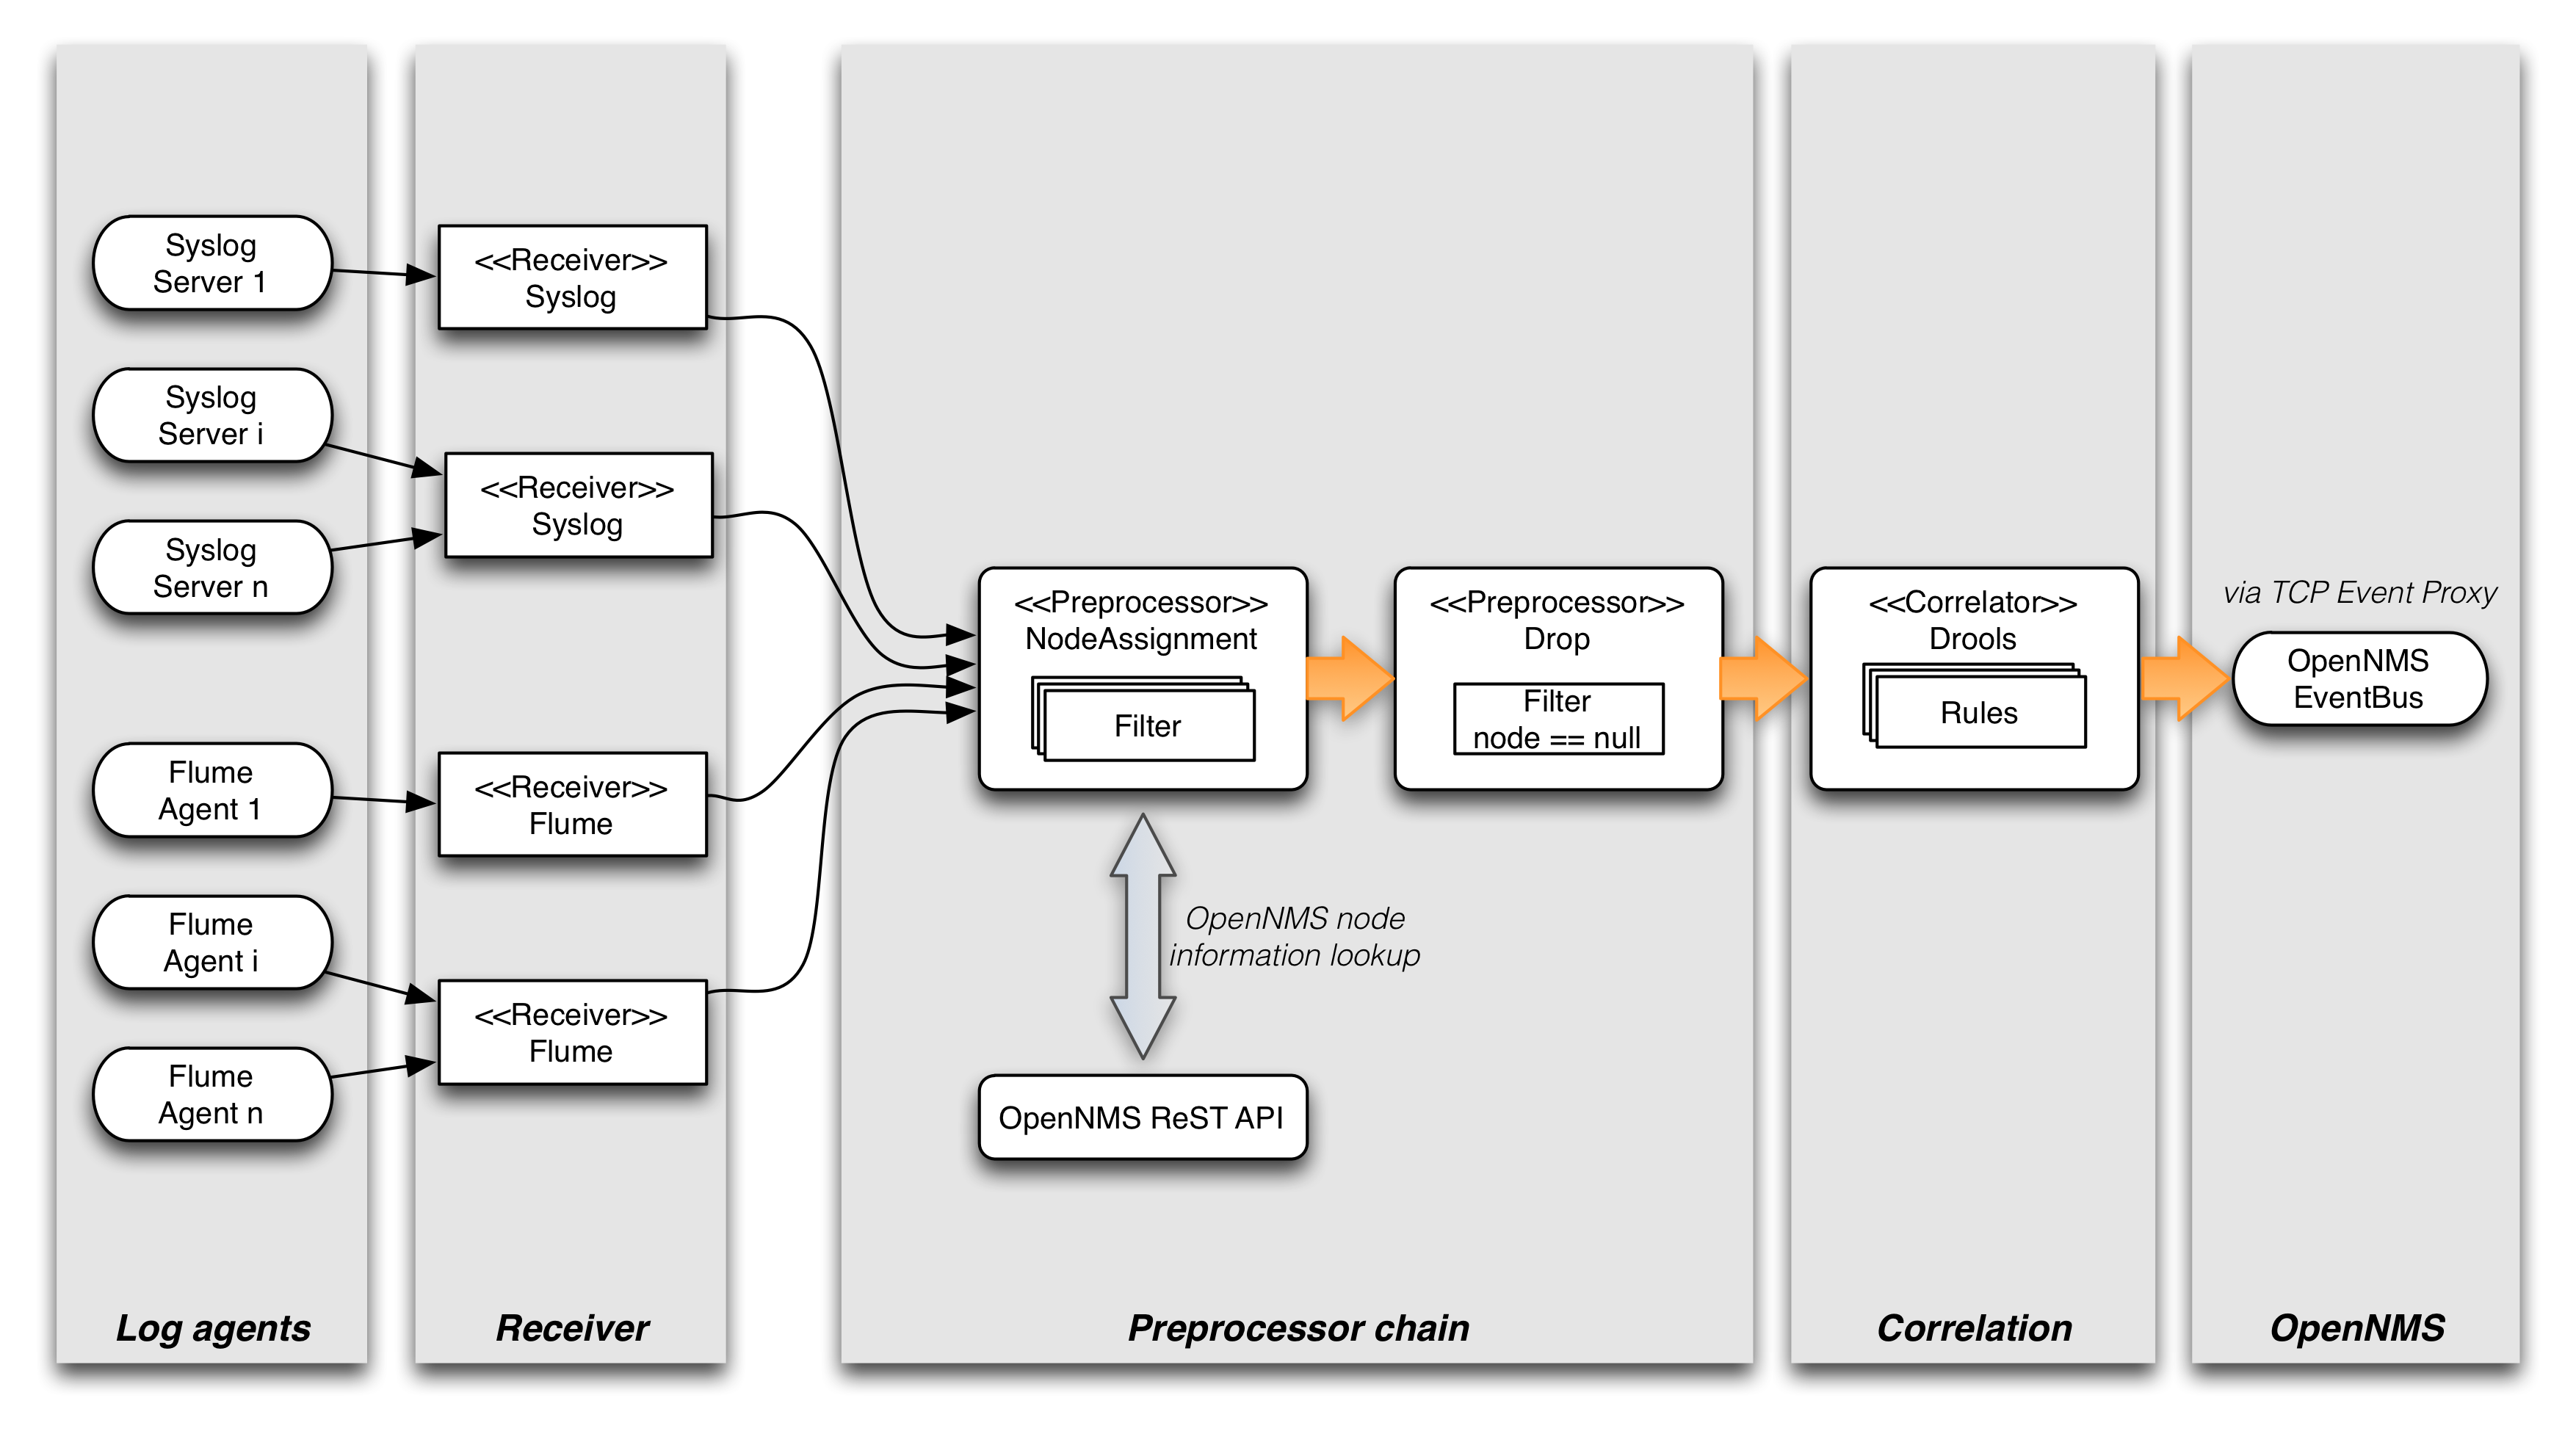 Syslog
Server 1
Syslog
Server i
Syslog
Server n
Flume
Agent 1
Flume
Agent i
Flume
Agent n
Log agents
<<Receiver>>
Syslog
<<Receiver>>
Syslog
<<Receiver>>
Flume
<<Receiver>>
Flume
Receiver
<<Preprocessor>>
NodeAssignment
Filter
OpenNMS node
information lookup
OpenNMS ReST API
<<Preprocessor>>
Drop
Filter
node == null
Preprocessor chain
<<Correlator>>
Drools
Rules
Correlation
via TCP Event Proxy
OpenNMS
EventBus
OpenNMS